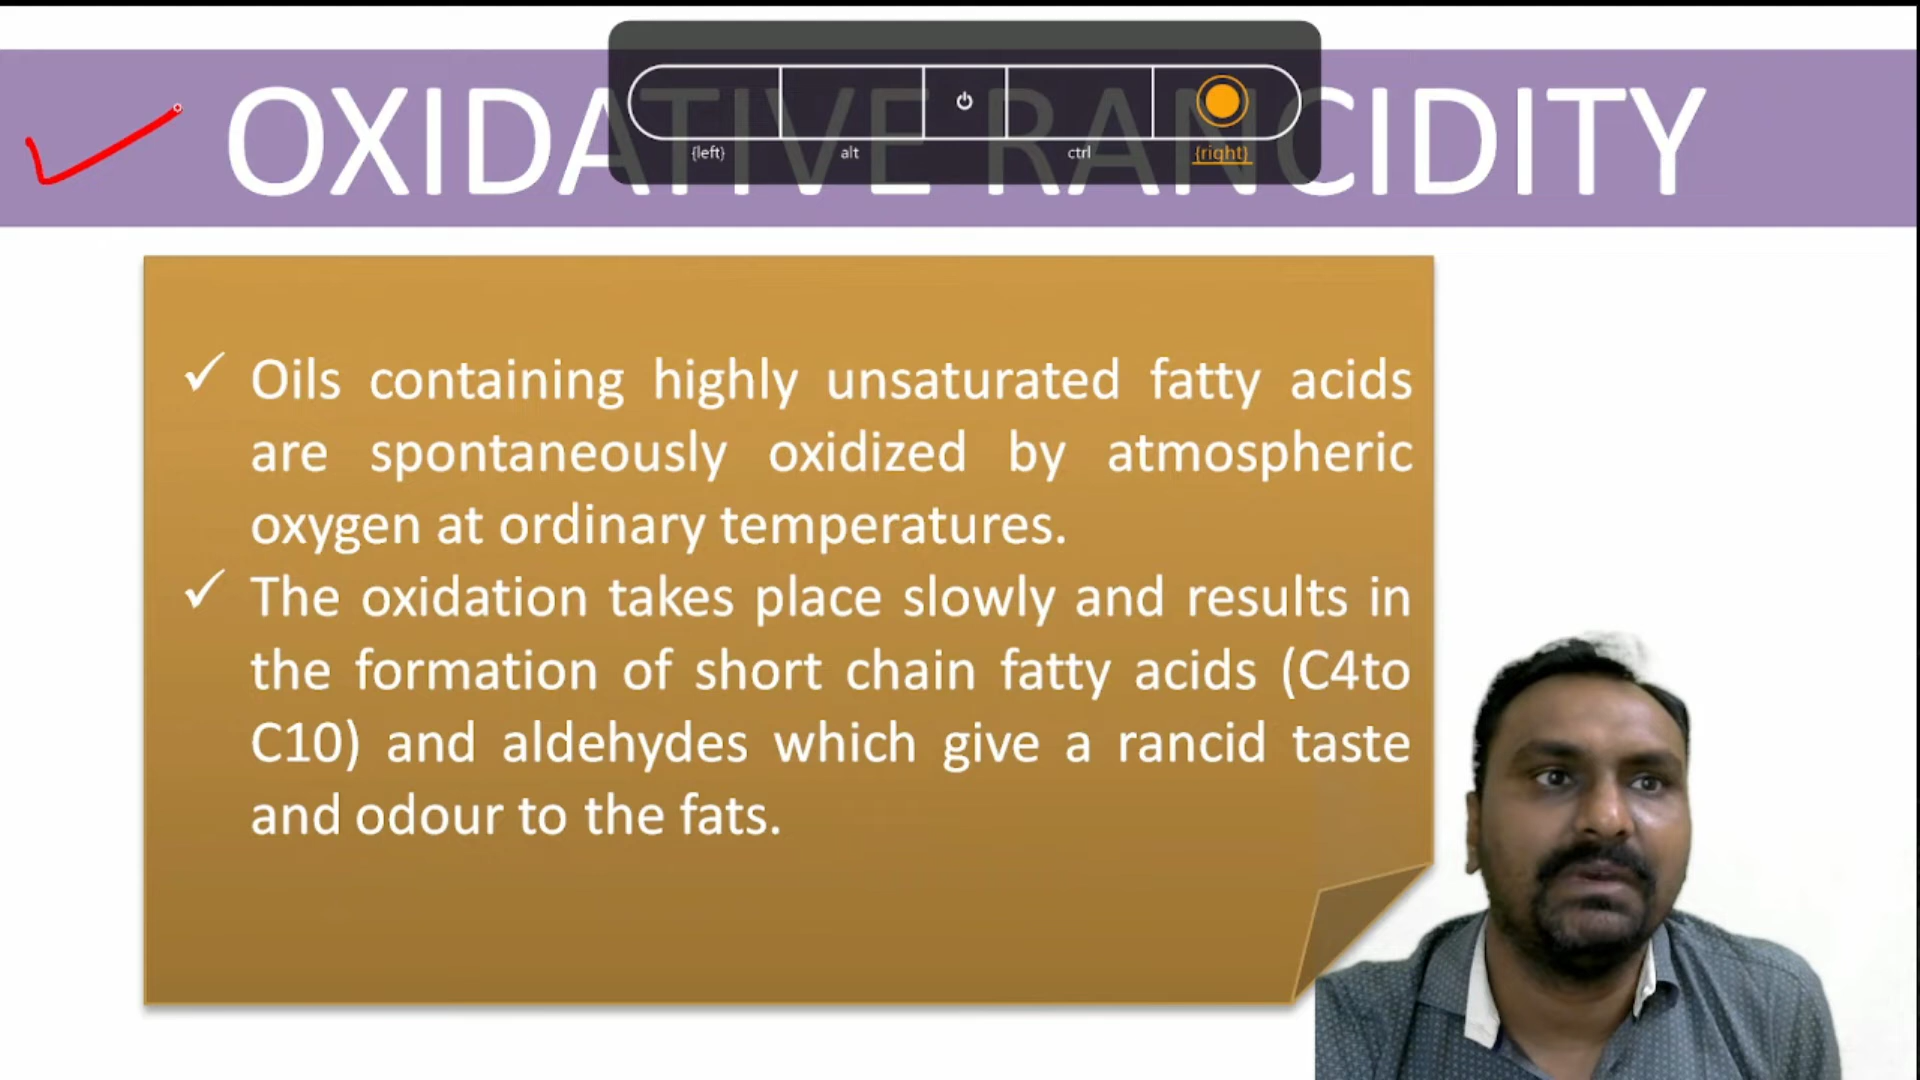 OXIDATIVE RANCIDITY
{left} alt ctrl {right}
✓ Oils containing highly unsaturated fatty acids
are spontaneously oxidized by atmospheric
oxygen at ordinary temperatures.
✓ The oxidation takes place slowly and results in
the formation of short chain fatty acids (C4to
C10) and aldehydes which give a rancid taste
and odour to the fats.